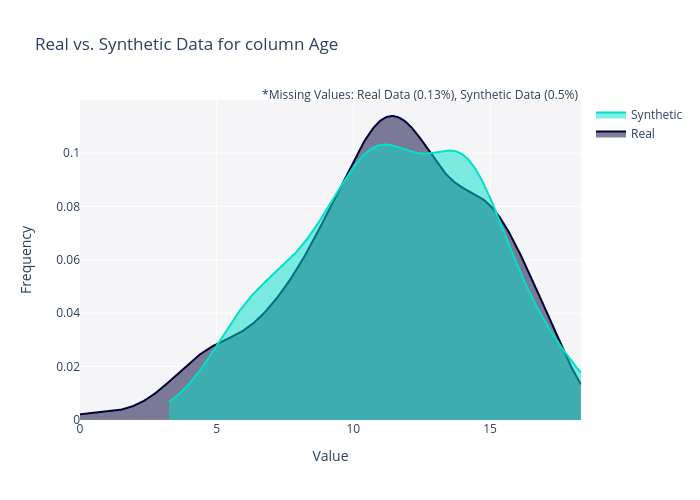 Real vs. Synthetic Data for column Age
*Missing Values: Real Data (0.13%), Synthetic Data (0.5%)
Synthetic
Real
0.1
0.08
0.06
0.04
0.02
0
Frequency
0
5
10
15
Value